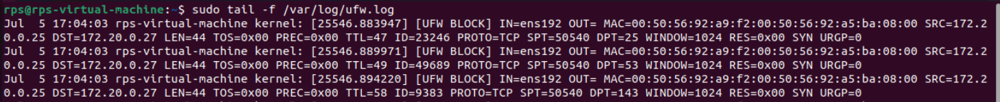 rps@rps-virtual-machine:~$ sudo tail -f /var/log/ufw.log
Jul  5 17:04:03 rps-virtual-machine kernel: [25546.883947] [UFW BLOCK] IN=ens192 OUT= MAC=00:50:56:92:a9:f2:00:50:56:92:a5:ba:08:00 SRC=172.2
0.0.25 DST=172.20.0.27 LEN=44 TOS=0x00 PREC=0x00 TTL=47 ID=23246 PROTO=TCP SPT=50540 DPT=25 WINDOW=1024 RES=0x00 SYN URGP=0
Jul  5 17:04:03 rps-virtual-machine kernel: [25546.889971] [UFW BLOCK] IN=ens192 OUT= MAC=00:50:56:92:a9:f2:00:50:56:92:a5:ba:08:00 SRC=172.2
0.0.25 DST=172.20.0.27 LEN=44 TOS=0x00 PREC=0x00 TTL=49 ID=49689 PROTO=TCP SPT=50540 DPT=53 WINDOW=1024 RES=0x00 SYN URGP=0
Jul  5 17:04:03 rps-virtual-machine kernel: [25546.894220] [UFW BLOCK] IN=ens192 OUT= MAC=00:50:56:92:a9:f2:00:50:56:92:a5:ba:08:00 SRC=172.2
0.0.25 DST=172.20.0.27 LEN=44 TOS=0x00 PREC=0x00 TTL=58 ID=9383 PROTO=TCP SPT=50540 DPT=143 WINDOW=1024 RES=0x00 SYN URGP=0